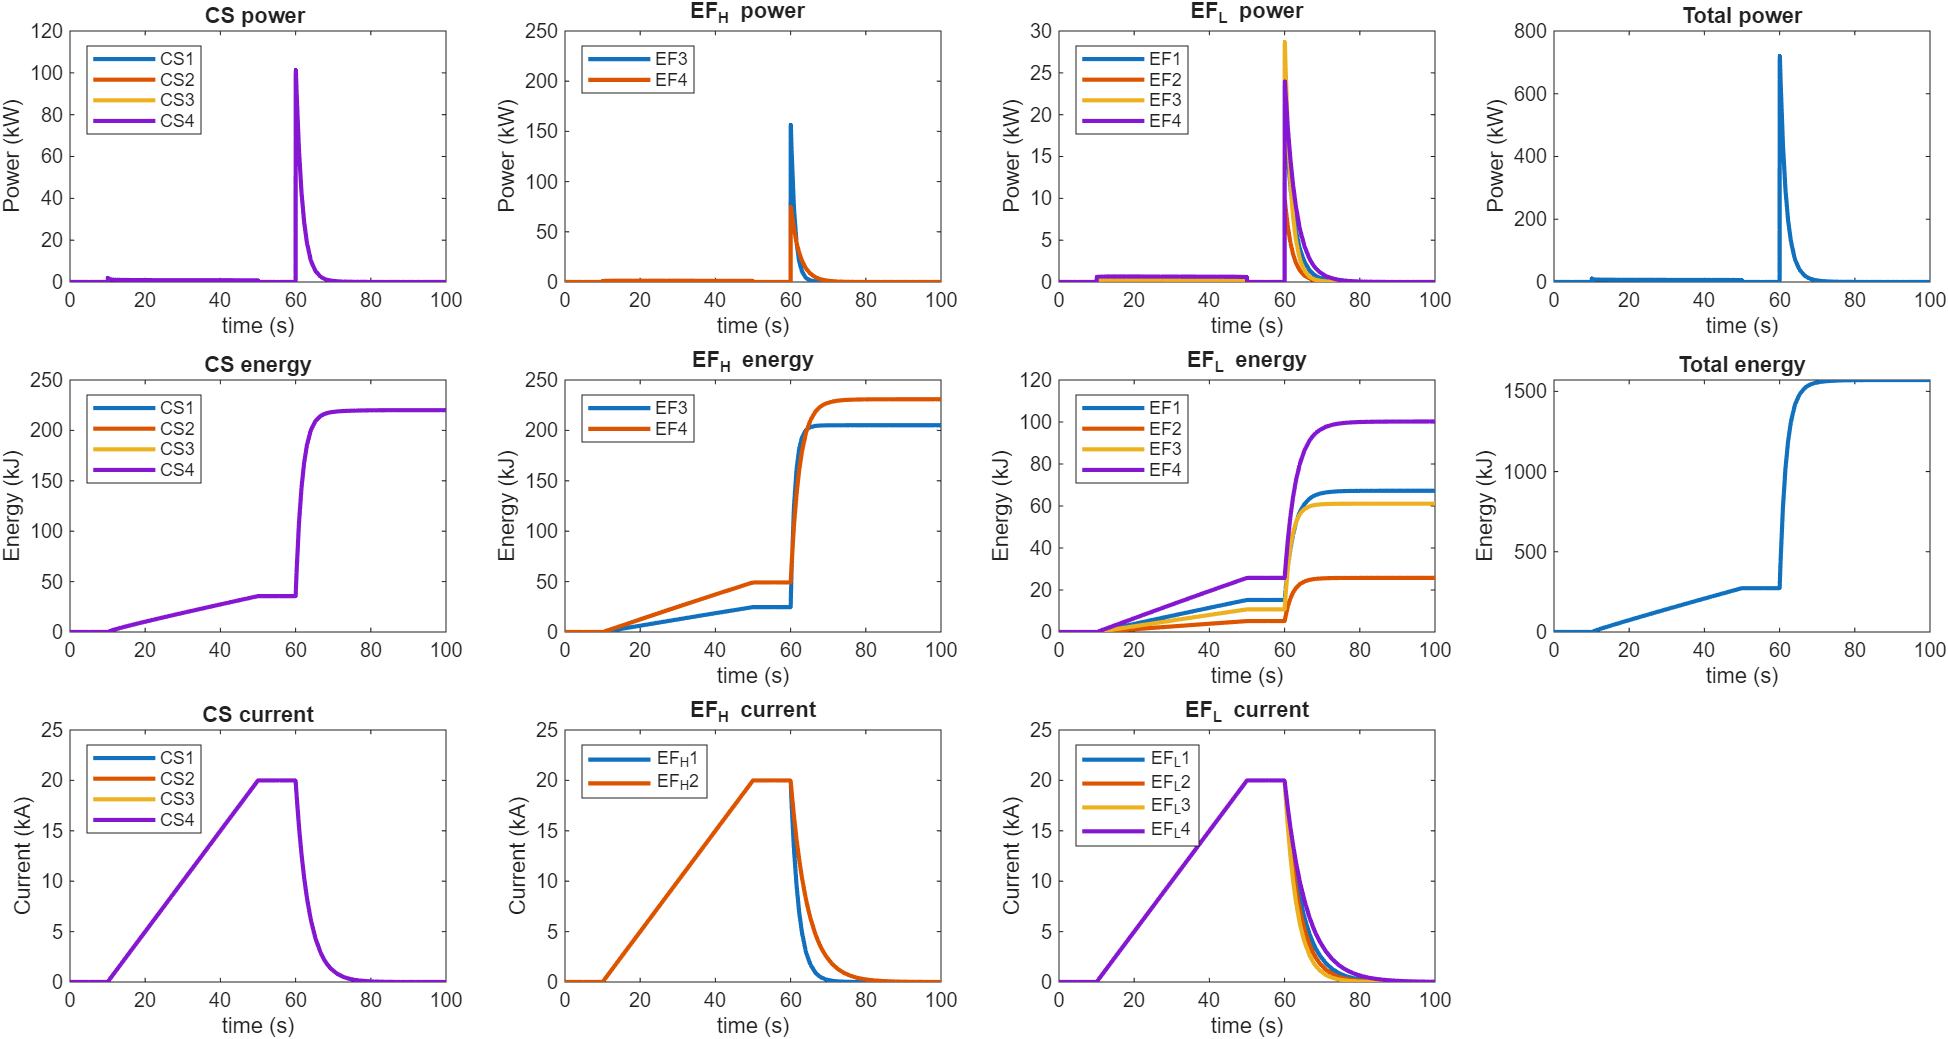 CS power
Power (kW)
120
100
80
60
40
20
0
CS1
CS2
CS3
CS4
0 20 40 60 80 100
time (s)
EFH power
Power (kW)
250
200
150
100
50
0
EF3
EF4
0 20 40 60 80 100
time (s)
EFL power
Power (kW)
30
25
20
15
10
5
0
EF1
EF2
EF3
EF4
0 20 40 60 80 100
time (s)
Total power
Power (kW)
800
600
400
200
0
0 20 40 60 80 100
time (s)
CS energy
Energy (kJ)
250
200
150
100
50
0
CS1
CS2
CS3
CS4
0 20 40 60 80 100
time (s)
EFH energy
Energy (kJ)
250
200
150
100
50
0
EF3
EF4
0 20 40 60 80 100
time (s)
EFL energy
Energy (kJ)
120
100
80
60
40
20
0
EF1
EF2
EF3
EF4
0 20 40 60 80 100
time (s)
Total energy
Energy (kJ)
1500
1000
500
0
0 20 40 60 80 100
time (s)
CS current
Current (kA)
25
20
15
10
5
0
CS1
CS2
CS3
CS4
0 20 40 60 80 100
time (s)
EFH current
Current (kA)
25
20
15
10
5
0
EFH1
EFH2
0 20 40 60 80 100
time (s)
EFL current
Current (kA)
25
20
15
10
5
0
EFL1
EFL2
EFL3
EFL4
0 20 40 60 80 100
time (s)